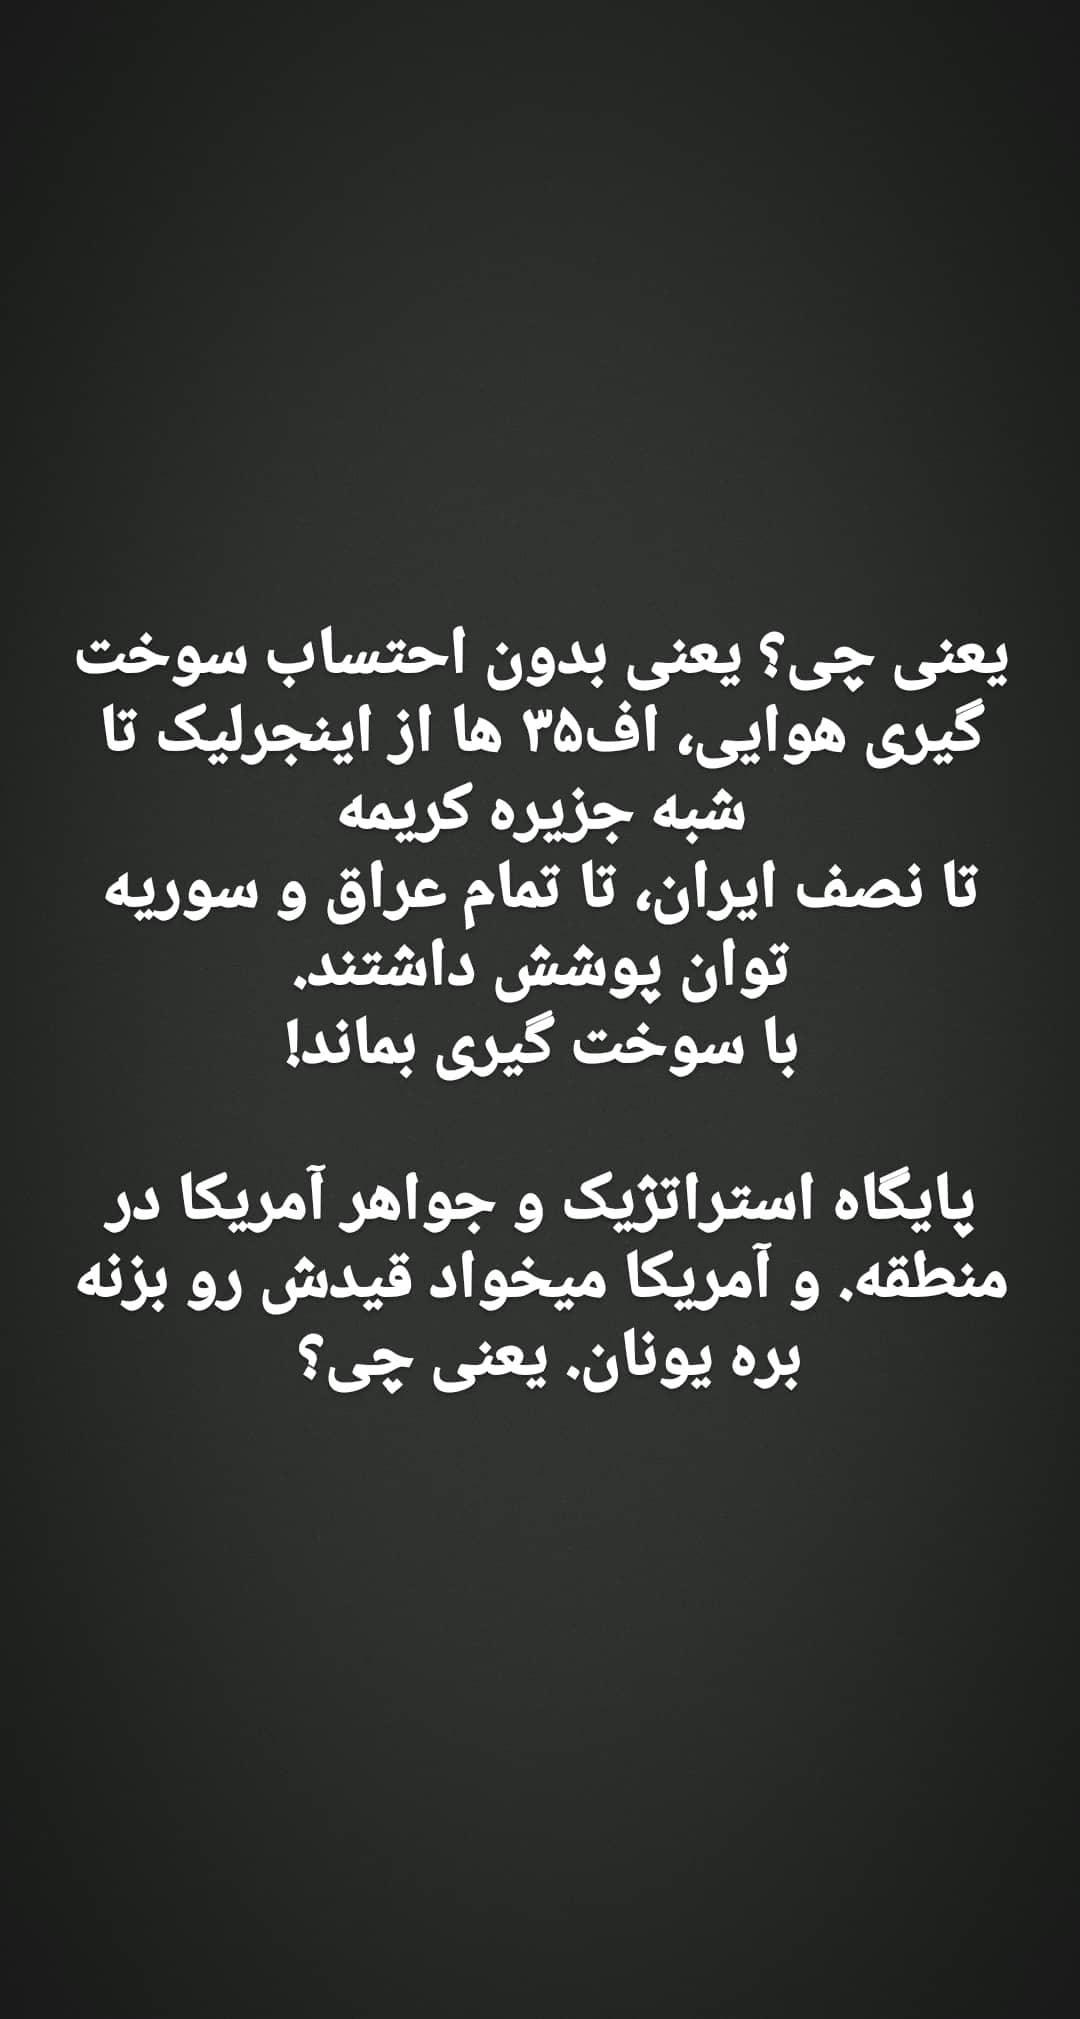 یعنی چی؟ یعنی بدون احتساب سوخت
گیری هوایی، اف۳۵ ها از اینجرلیک تا
شبه جزیره کریمه
تا نصف ایران، تا تمام عراق و سوریه
توان پوشش داشتند.
با سوخت گیری بماند!
پایگاه استراتژیک و جواهر آمریکا در
منطقه. و آمریکا میخواد قیدش رو بزنه
بره یونان. یعنی چی؟